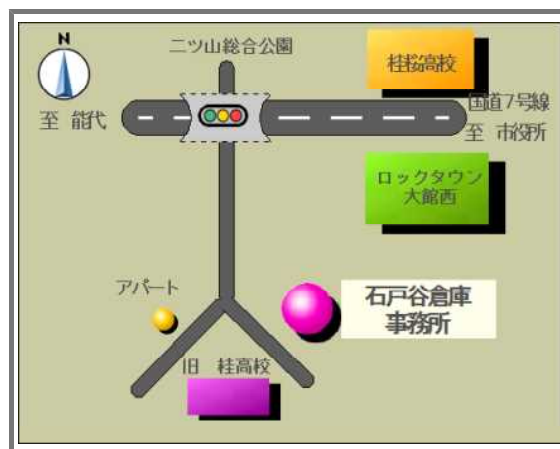 N
二ツ山総合公園
桂桜高校
国道7号線
至 能代
至 市役所
ロックタウン
大館西
アパート
石戸谷倉庫
事務所
旧 桂高校